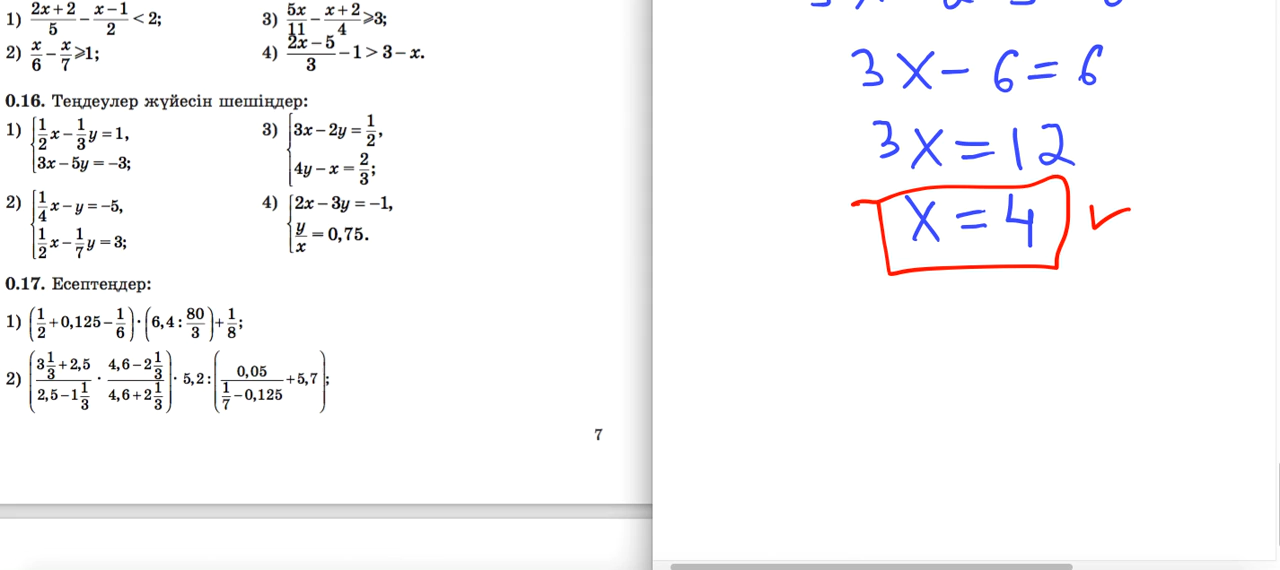 1) (2x+2)/5 − (x−1)/2 < 2;
2) x/6 − x/7 ⩾ 1;
3) 5x/11 − (x+2)/4 ⩾ 3;
4) (2x−5)/3 − 1 > 3 − x.
0.16. Теңдеулер жүйесін шешіңдер:
1) { 1/2 x − 1/3 y = 1,
3x − 5y = −3;
2) { 1/4 x − y = −5,
1/2 x − 1/7 y = 3;
3) { 3x − 2y = 1/2,
4y − x = 2/3;
4) { 2x − 3y = −1,
y/x = 0,75.
0.17. Есептеңдер:
1) (1/2 + 0,125 − 1/6) · (6,4 : 80/3) + 1/8;
2) ((3 1/3 + 2,5)/(2,5 − 1 1/3) · (4,6 − 2 1/3)/(4,6 + 2 1/3)) · 5,2 : (0,05/(1/7 − 0,125) + 5,7);
7
3x − 6 = 6
3x = 12
x = 4 ✓